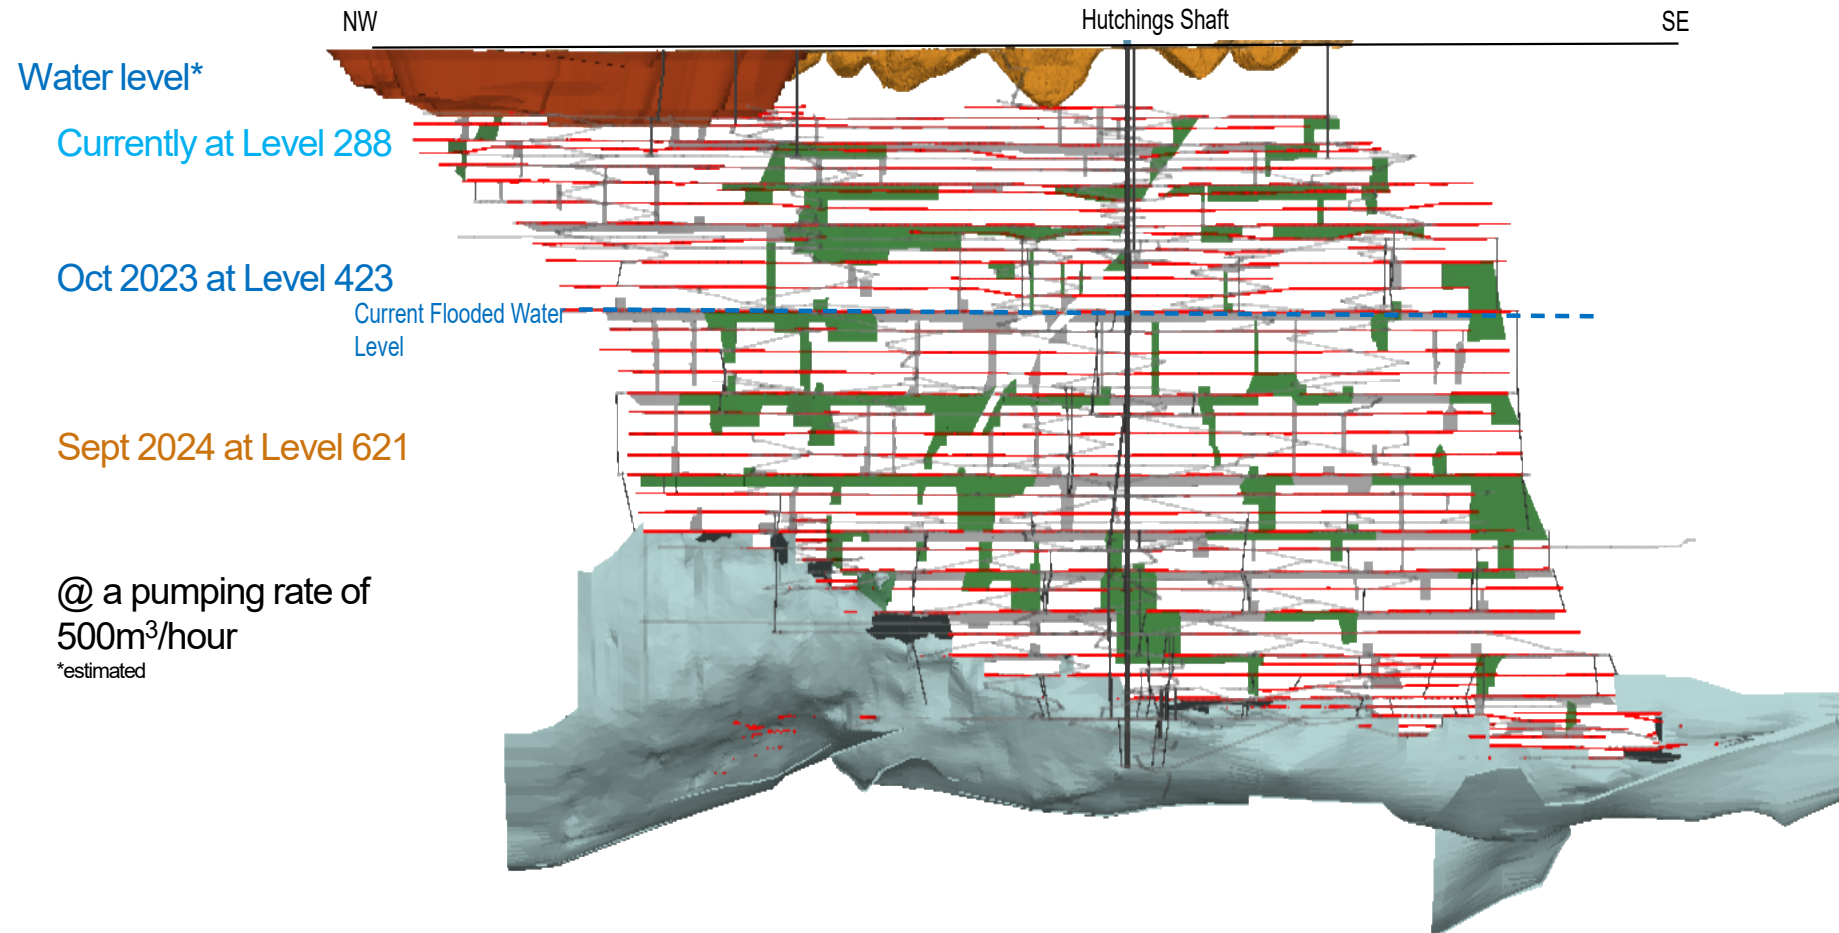 NW
Hutchings Shaft
SE
Water level*
Currently at Level 288
Oct 2023 at Level 423
Current Flooded Water
Level
Sept 2024 at Level 621
@ a pumping rate of
500m³/hour
*estimated